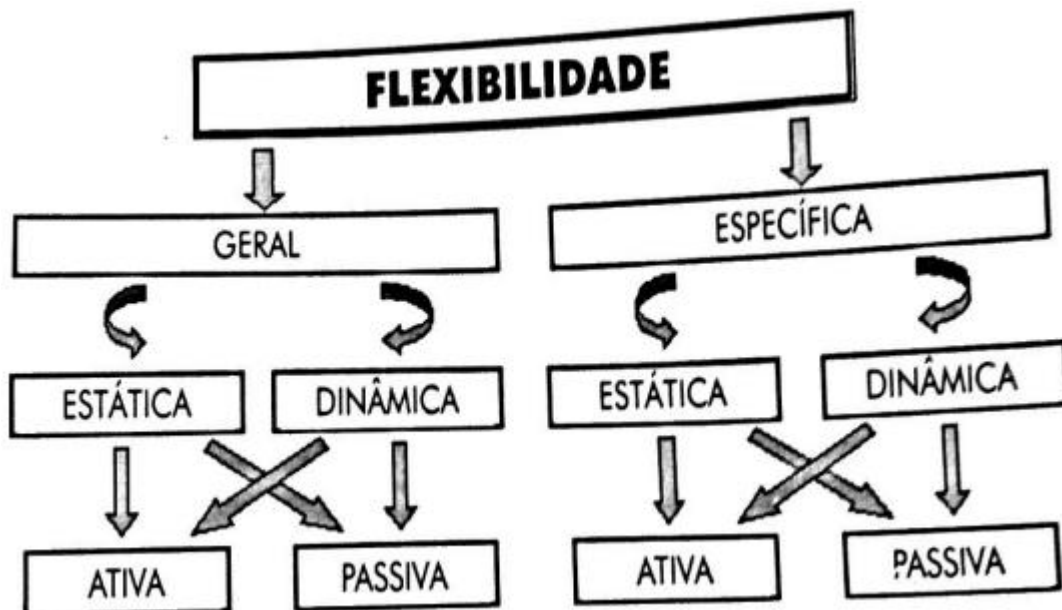 FLEXIBILIDADE
GERAL
ESPECÍFICA
ESTÁTICA
DINÂMICA
ESTÁTICA
DINÂMICA
ATIVA
PASSIVA
ATIVA
PASSIVA